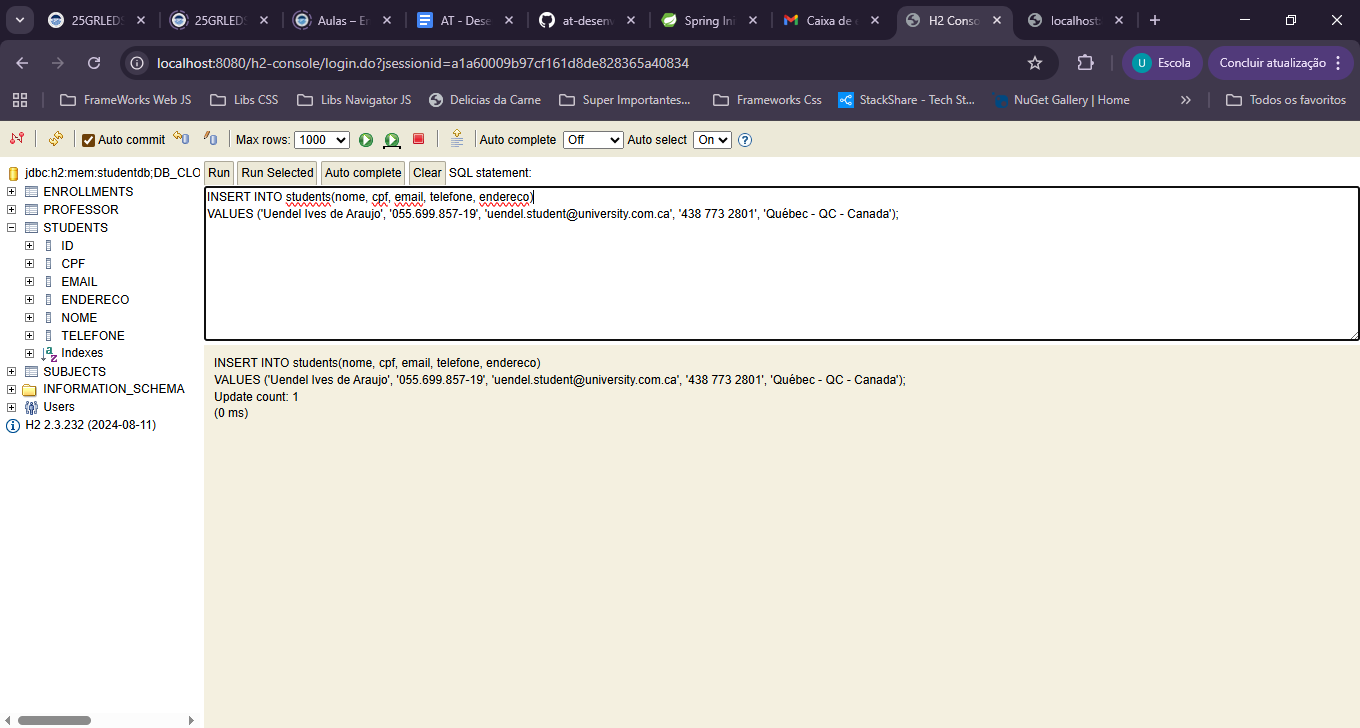 25GRLEDS
25GRLEDS
Aulas – E
AT - Dese
at-desen
Spring Ini
Caixa de
H2 Conso
localhost:
localhost:8080/h2-console/login.do?jsessionid=a1a60009b97cf161d8de828365a40834
U Escola
Concluir atualização
FrameWorks Web JS
Libs CSS
Libs Navigator JS
Delicias da Carne
Super Importantes...
Frameworks Css
StackShare - Tech St...
NuGet Gallery | Home
Todos os favoritos
Auto commit
Max rows: 1000
Auto complete Off
Auto select On
jdbc:h2:mem:studentdb;DB_CLO
ENROLLMENTS
PROFESSOR
STUDENTS
ID
CPF
EMAIL
ENDERECO
NOME
TELEFONE
Indexes
SUBJECTS
INFORMATION_SCHEMA
Users
H2 2.3.232 (2024-08-11)
Run
Run Selected
Auto complete
Clear
SQL statement:
INSERT INTO students(nome, cpf, email, telefone, endereco)
VALUES ('Uendel Ives de Araujo', '055.699.857-19', 'uendel.student@university.com.ca', '438 773 2801', 'Québec - QC - Canada');
INSERT INTO students(nome, cpf, email, telefone, endereco)
VALUES ('Uendel Ives de Araujo', '055.699.857-19', 'uendel.student@university.com.ca', '438 773 2801', 'Québec - QC - Canada');
Update count: 1
(0 ms)